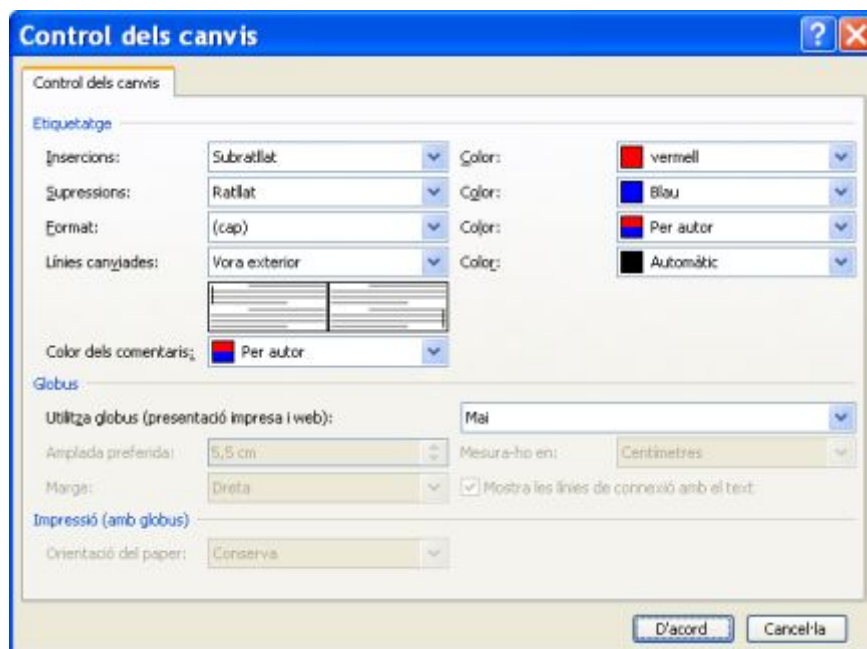 Control dels canvis
Control dels canvis
Etiquetatge
Insercions: Subratllat Color: vermell
Supressions: Ratllat Color: Blau
Format: (cap) Color: Per autor
Línies canviades: Vora exterior Color: Automàtic
Color dels comentaris: Per autor
Globus
Utilitza globus (presentació impresa i web): Mai
Amplada preferida: 5,5 cm Mesura-ho en: Centímetres
Marge: Dreta Mostra les línies de connexió amb el text
Impressió (amb globus)
Orientació del paper: Conserva
D'acord Cancel·la